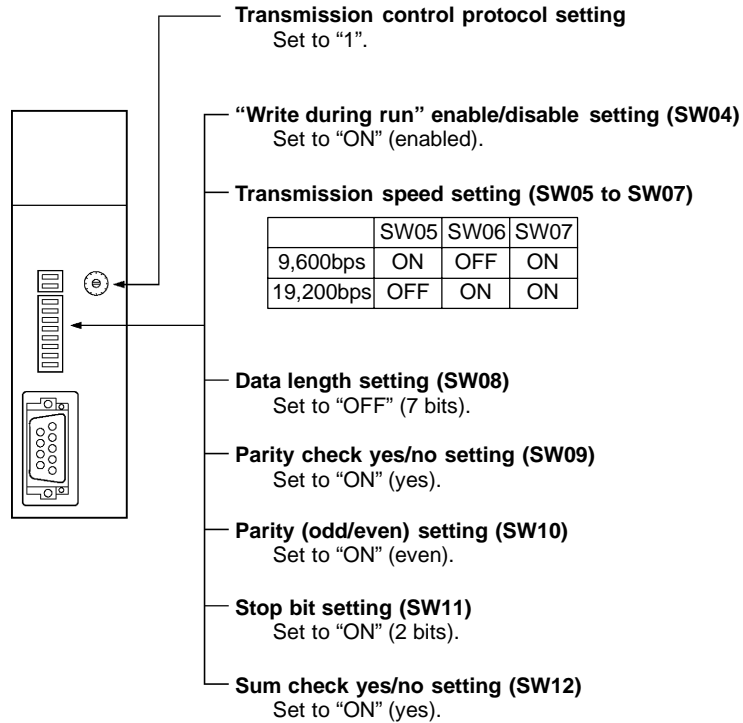 Transmission control protocol setting
Set to “1”.
“Write during run” enable/disable setting (SW04)
Set to “ON” (enabled).
Transmission speed setting (SW05 to SW07)
SW05 SW06 SW07
9,600bps ON OFF ON
19,200bps OFF ON ON
Data length setting (SW08)
Set to “OFF” (7 bits).
Parity check yes/no setting (SW09)
Set to “ON” (yes).
Parity (odd/even) setting (SW10)
Set to “ON” (even).
Stop bit setting (SW11)
Set to “ON” (2 bits).
Sum check yes/no setting (SW12)
Set to “ON” (yes).